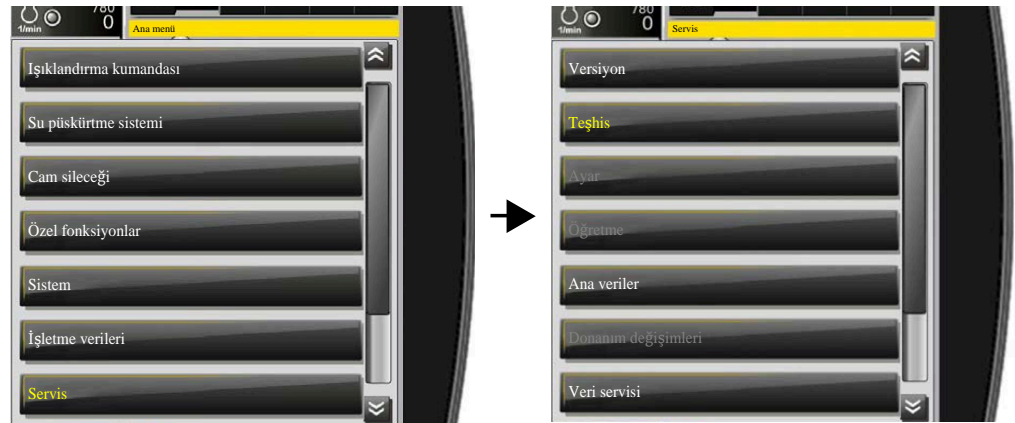 780
1/min 0
Ana menü
Işıklandırma kumandası
Su püskürtme sistemi
Cam sileceği
Özel fonksiyonlar
Sistem
İşletme verileri
Servis
780
1/min 0
Servis
Versiyon
Teşhis
Ayar
Öğretme
Ana veriler
Donanım değişimleri
Veri servisi